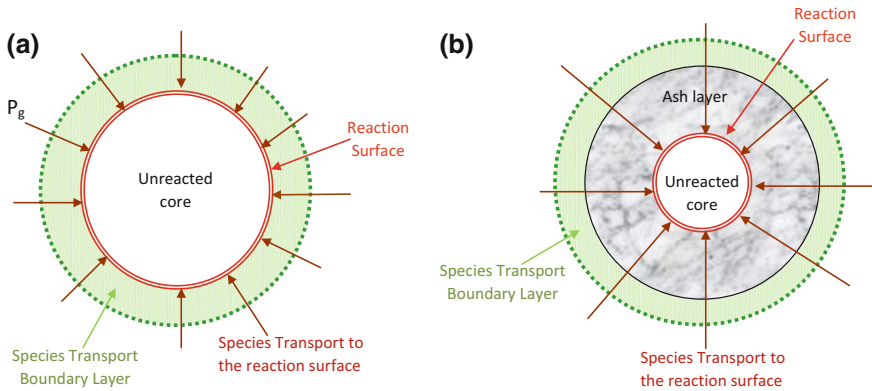 (a)
P_g
Unreacted
core
Reaction
Surface
Species Transport
Boundary Layer
Species Transport to
the reaction surface
(b)
Reaction
Surface
Ash layer
Unreacted
core
Species Transport
Boundary Layer
Species Transport to
the reaction surface